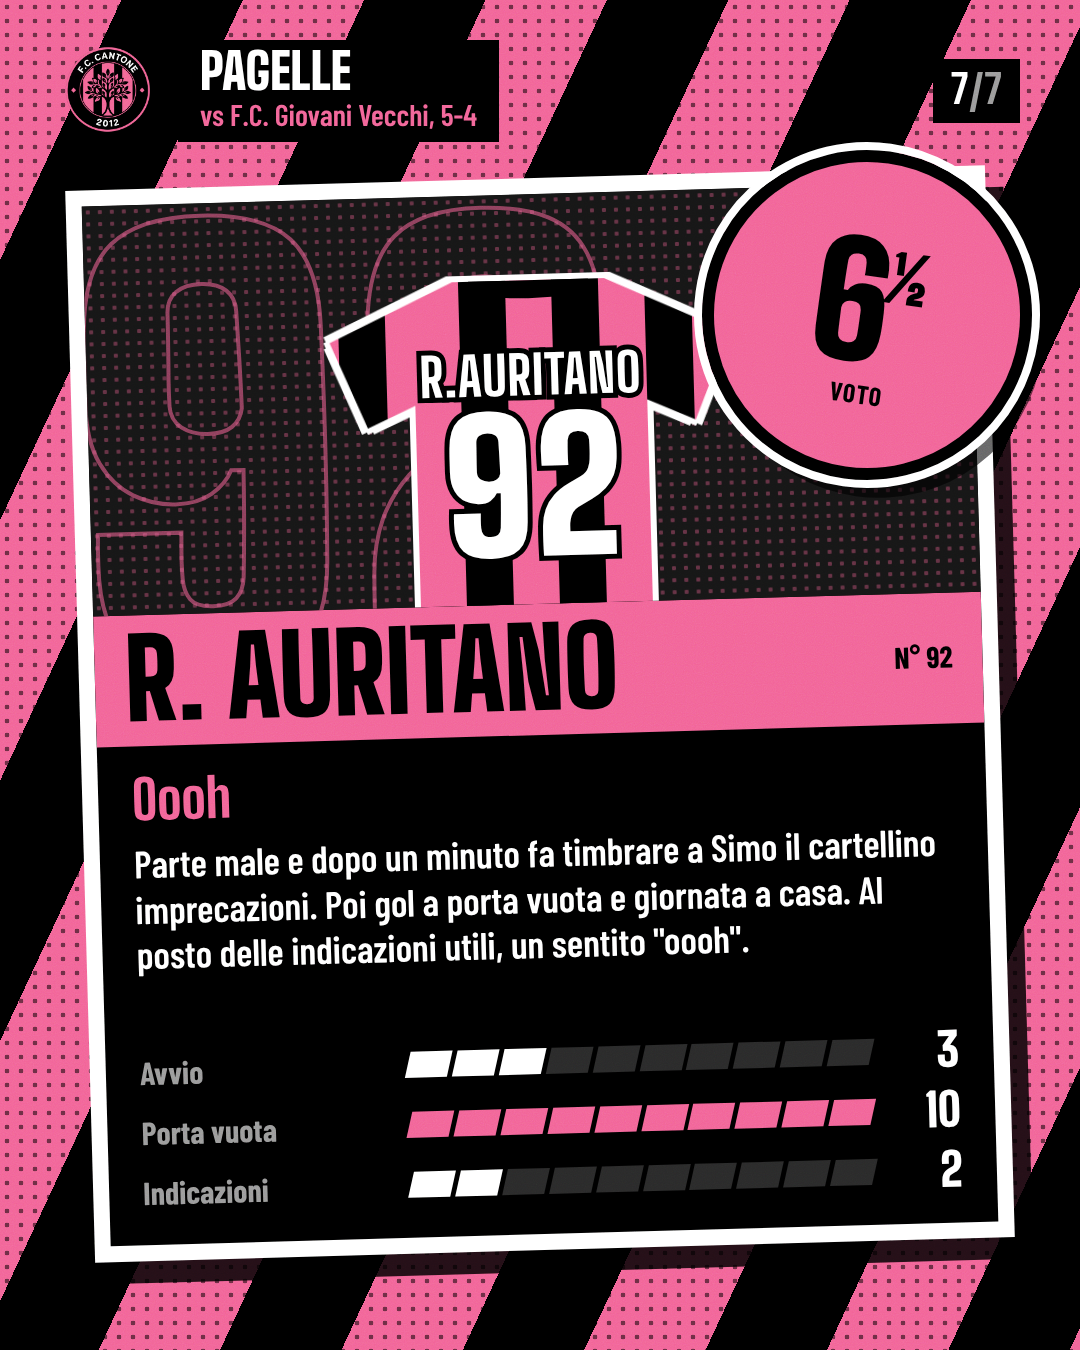 F.C. CANTONE
2012
PAGELLE
vs F.C. Giovani Vecchi, 5-4
7/7
92
6½
VOTO
R.AURITANO
92
R. AURITANO
N° 92
Oooh
Parte male e dopo un minuto fa timbrare a Simo il cartellino
imprecazioni. Poi gol a porta vuota e giornata a casa. Al
posto delle indicazioni utili, un sentito "oooh".
Avvio 3
Porta vuota 10
Indicazioni 2